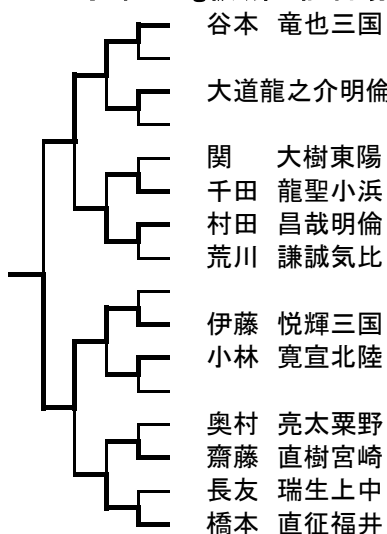 谷本 竜也三国
大道龍之介明倫
関 大樹東陽
千田 龍聖小浜
村田 昌哉明倫
荒川 謙誠気比
伊藤 悦輝三国
小林 寛宣北陸
奥村 亮太粟野
齋藤 直樹宮崎
長友 瑞生上中
橋本 直征福井